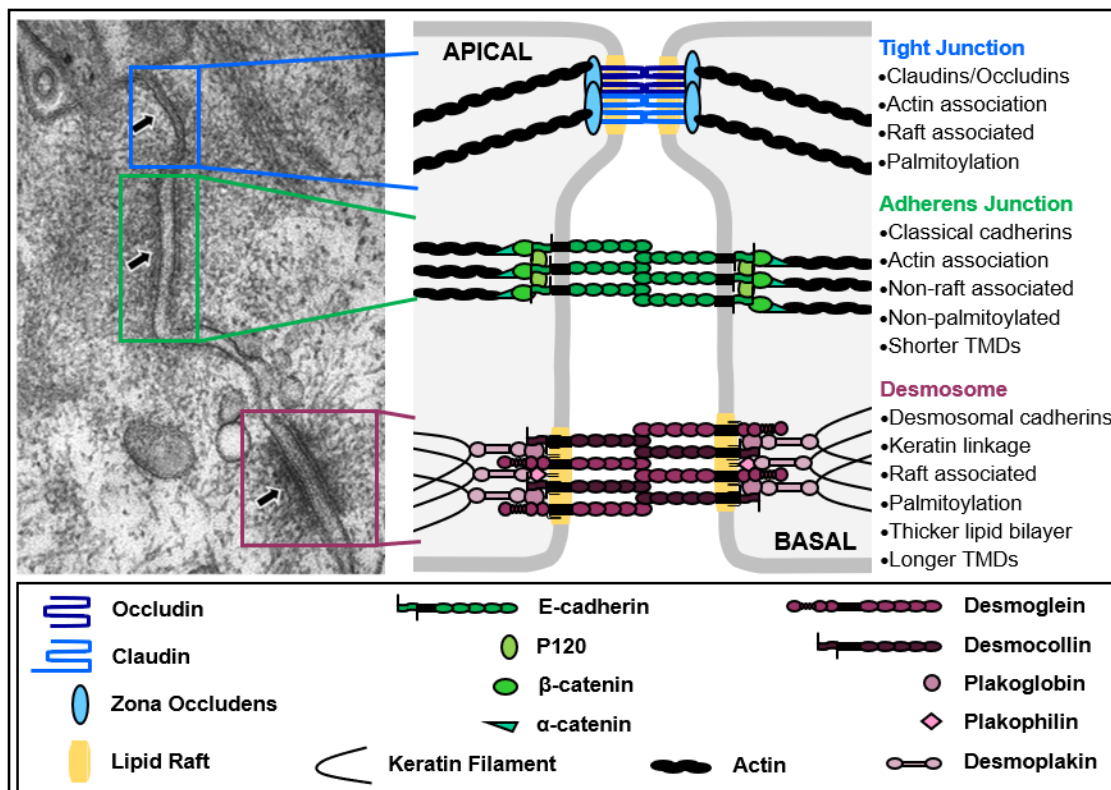 APICAL
BASAL
Tight Junction
•Claudins/Occludins
•Actin association
•Raft associated
•Palmitoylation
Adherens Junction
•Classical cadherins
•Actin association
•Non-raft associated
•Non-palmitoylated
•Shorter TMDs
Desmosome
•Desmosomal cadherins
•Keratin linkage
•Raft associated
•Palmitoylation
•Thicker lipid bilayer
•Longer TMDs
Occludin
Claudin
Zona Occludens
Lipid Raft
E-cadherin
P120
β-catenin
α-catenin
Keratin Filament
Actin
Desmoglein
Desmocollin
Plakoglobin
Plakophilin
Desmoplakin